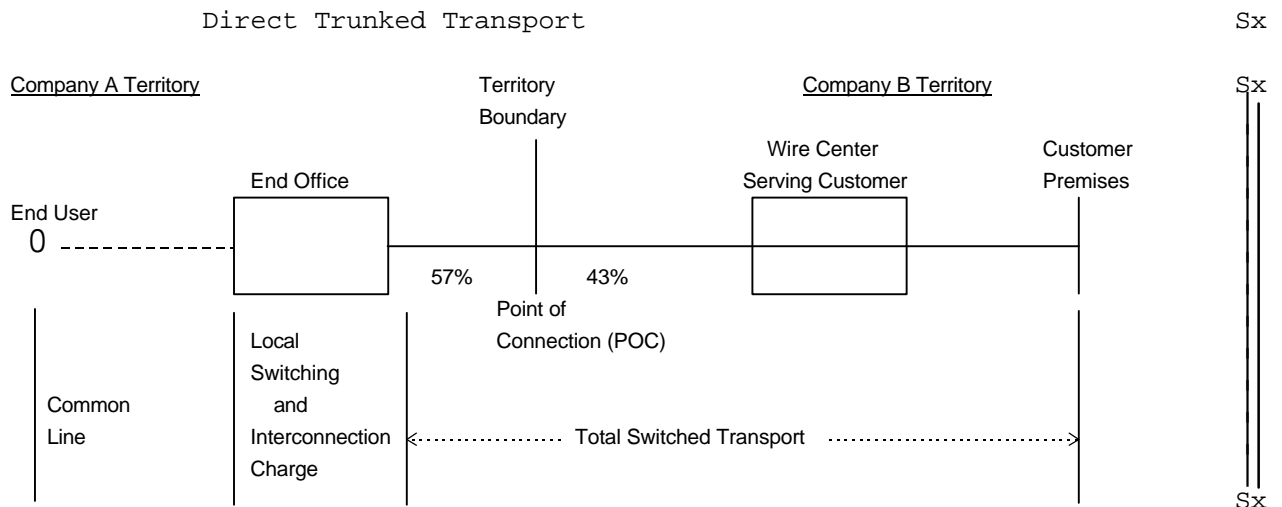 Direct Trunked Transport Sx
Company A Territory Territory Company B Territory Sx
Boundary
Wire Center Customer
End Office Serving Customer Premises
End User
0
57% 43%
Point of
Connection (POC)
Local
Switching
Common and
Line Interconnection Total Switched Transport
Charge
Sx